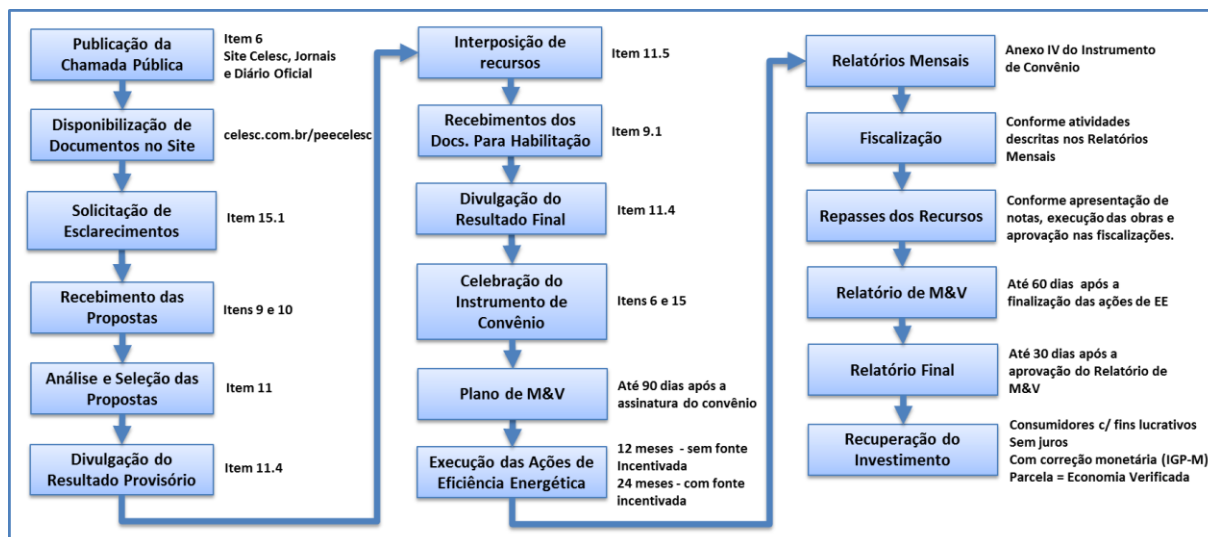 Publicação da
Chamada Pública
Item 6
Site Celesc, Jornais
e Diário Oficial
Disponibilização de
Documentos no Site
celesc.com.br/peecelesc
Solicitação de
Esclarecimentos
Item 15.1
Recebimento das
Propostas
Itens 9 e 10
Análise e Seleção das
Propostas
Item 11
Divulgação do
Resultado Provisório
Item 11.4
Interposição de
recursos
Item 11.5
Recebimentos dos
Docs. Para Habilitação
Item 9.1
Divulgação do
Resultado Final
Item 11.4
Celebração do
Instrumento de
Convênio
Itens 6 e 15
Plano de M&V
Até 90 dias após a
assinatura do convênio
Execução das Ações de
Eficiência Energética
12 meses - sem fonte
Incentivada
24 meses - com fonte
incentivada
Relatórios Mensais
Anexo IV do Instrumento
de Convênio
Fiscalização
Conforme atividades
descritas nos Relatórios
Mensais
Repasses dos Recursos
Conforme apresentação de
notas, execução das obras e
aprovação nas fiscalizações.
Relatório de M&V
Até 60 dias após a
finalização das ações de EE
Relatório Final
Até 30 dias após a
aprovação do Relatório de
M&V
Recuperação do
Investimento
Consumidores c/ fins lucrativos
Sem juros
Com correção monetária (IGP-M)
Parcela = Economia Verificada